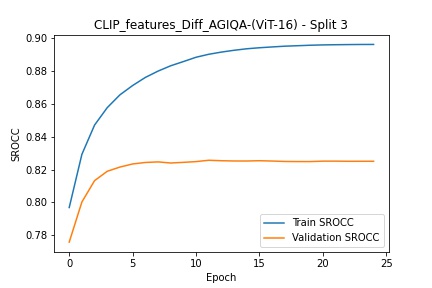 CLIP_features_Diff_AGIQA-(ViT-16) - Split 3
SROCC
0.90
0.88
0.86
0.84
0.82
0.80
0.78
Train SROCC
Validation SROCC
0 5 10 15 20 25
Epoch